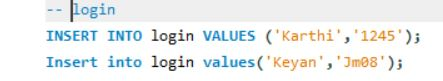 -- login
INSERT INTO login VALUES ('Karthi','1245');
Insert into login values('Keyan','Jm08');